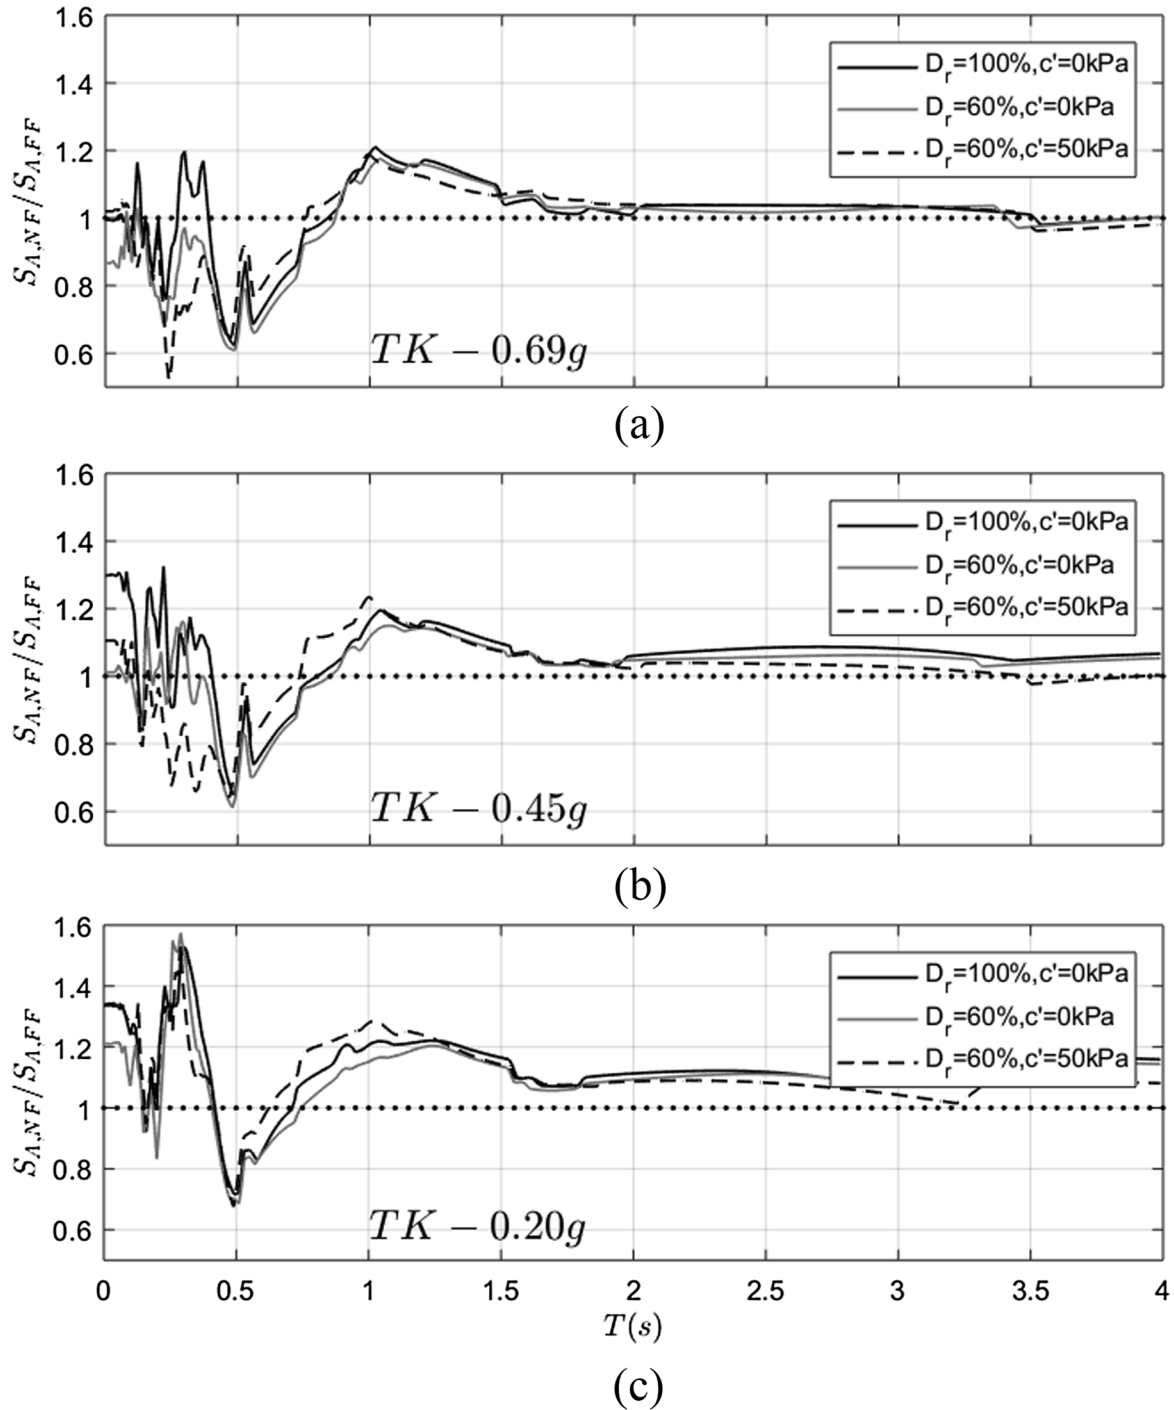 1.6
1.4
1.2
1
0.8
0.6
S_{A,NF}/S_{A,FF}
D_r=100%,c'=0kPa
D_r=60%,c'=0kPa
D_r=60%,c'=50kPa
TK − 0.69g
(a)
1.6
1.4
1.2
1
0.8
0.6
S_{A,NF}/S_{A,FF}
D_r=100%,c'=0kPa
D_r=60%,c'=0kPa
D_r=60%,c'=50kPa
TK − 0.45g
(b)
1.6
1.4
1.2
1
0.8
0.6
S_{A,NF}/S_{A,FF}
D_r=100%,c'=0kPa
D_r=60%,c'=0kPa
D_r=60%,c'=50kPa
TK − 0.20g
0 0.5 1 1.5 2 2.5 3 3.5 4
T(s)
(c)